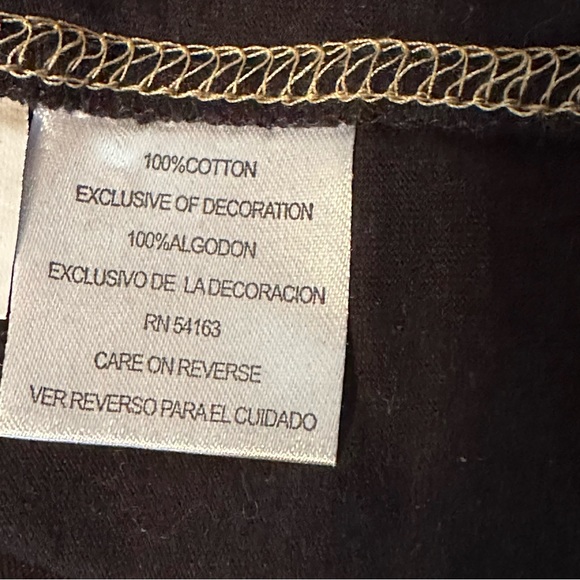 100%COTTON
EXCLUSIVE OF DECORATION
100%ALGODON
EXCLUSIVO DE LA DECORACION
RN 54163
CARE ON REVERSE
VER REVERSO PARA EL CUIDADO